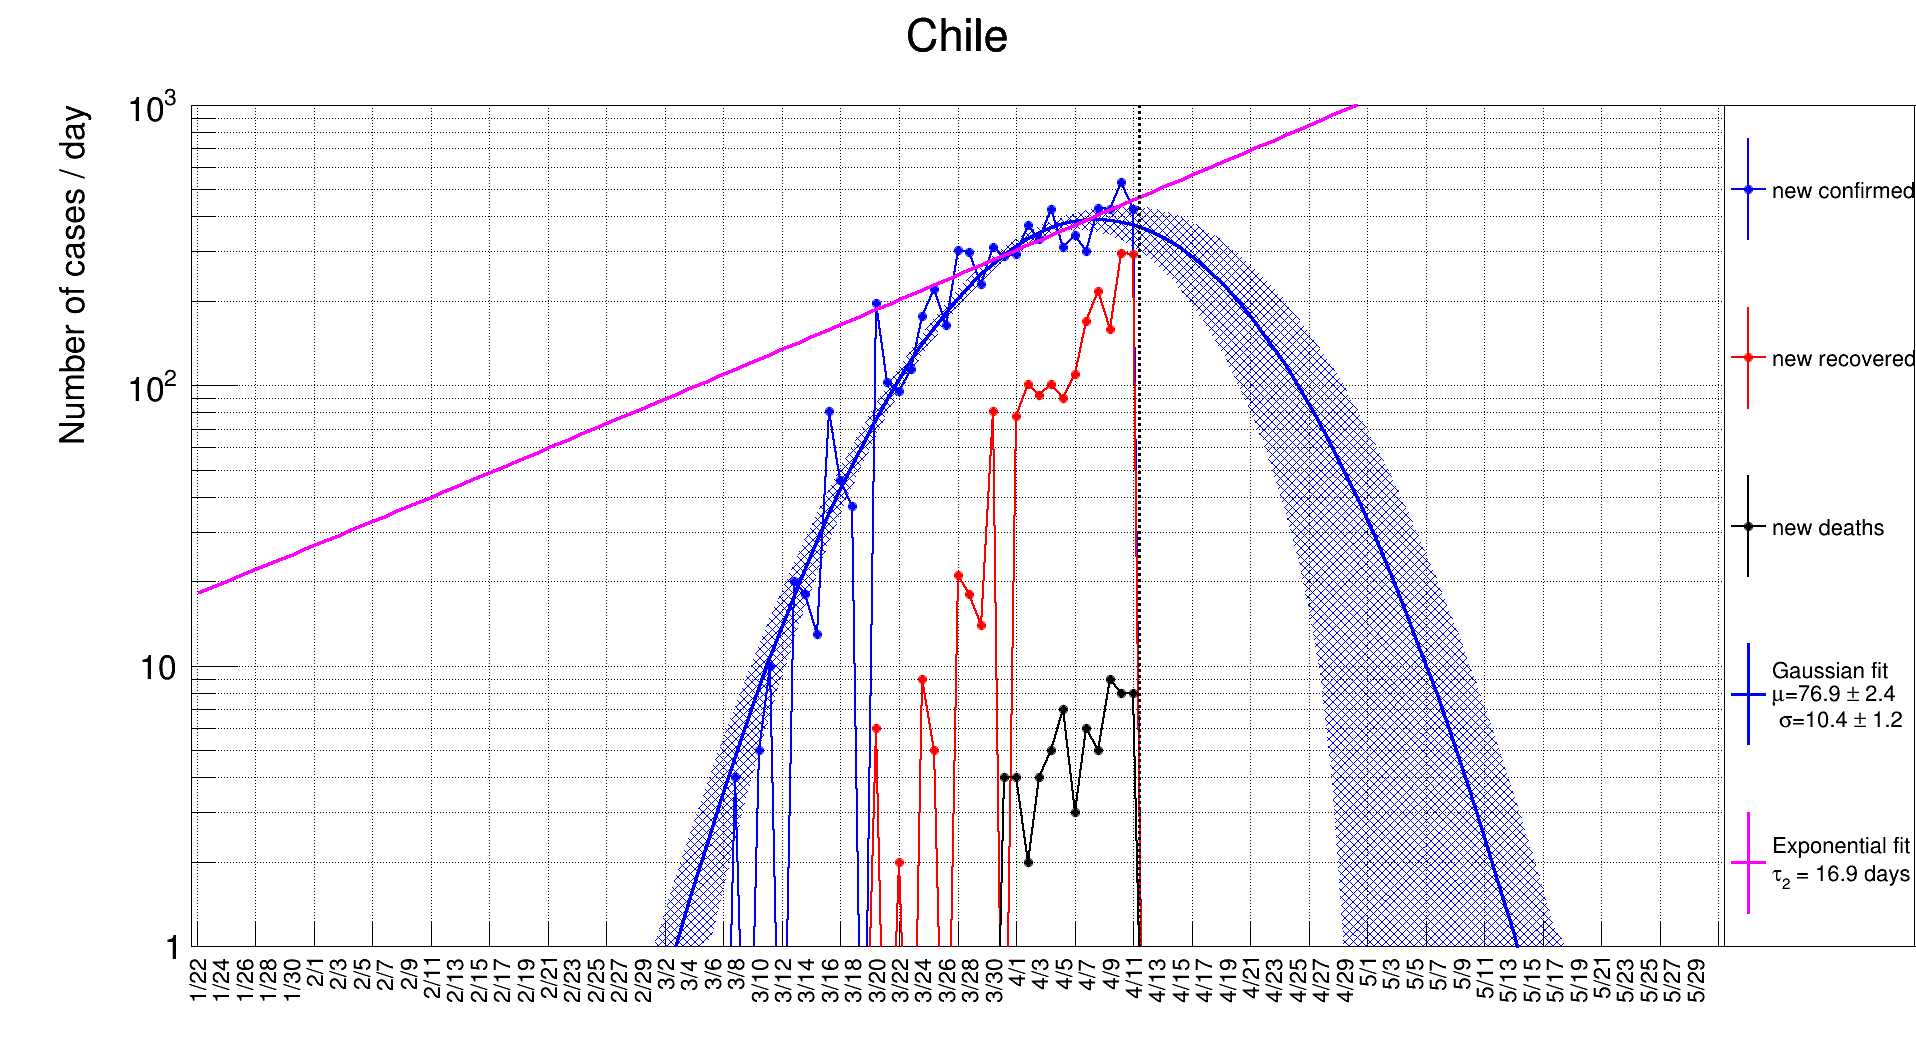 Chile
Number of cases / day
10³
10²
10
1
1/22 1/24 1/26 1/28 1/30 2/1 2/3 2/5 2/7 2/9 2/11 2/13 2/15 2/17 2/19 2/21 2/23 2/25 2/27 2/29 3/2 3/4 3/6 3/8 3/10 3/12 3/14 3/16 3/18 3/20 3/22 3/24 3/26 3/28 3/30 4/1 4/3 4/5 4/7 4/9 4/11 4/13 4/15 4/17 4/19 4/21 4/23 4/25 4/27 4/29 5/1 5/3 5/5 5/7 5/9 5/11 5/13 5/15 5/17 5/19 5/21 5/23 5/25 5/27 5/29
new confirmed
new recovered
new deaths
Gaussian fit
μ=76.9 ± 2.4
σ=10.4 ± 1.2
Exponential fit
τ₂ = 16.9 days